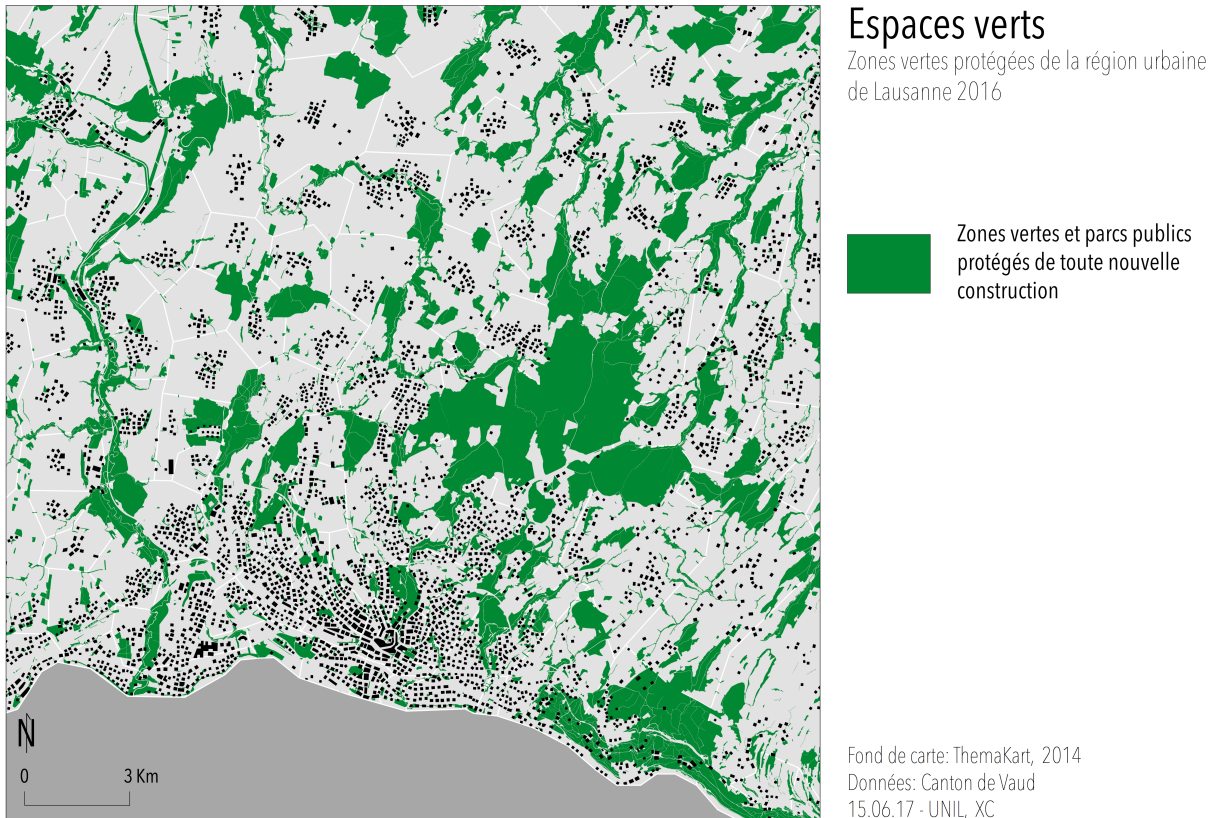 Espaces verts
Zones vertes protégées de la région urbaine
de Lausanne 2016
Zones vertes et parcs publics
protégés de toute nouvelle
construction
N
0 3 Km
Fond de carte: ThemaKart, 2014
Données: Canton de Vaud
15.06.17 - UNIL, XC